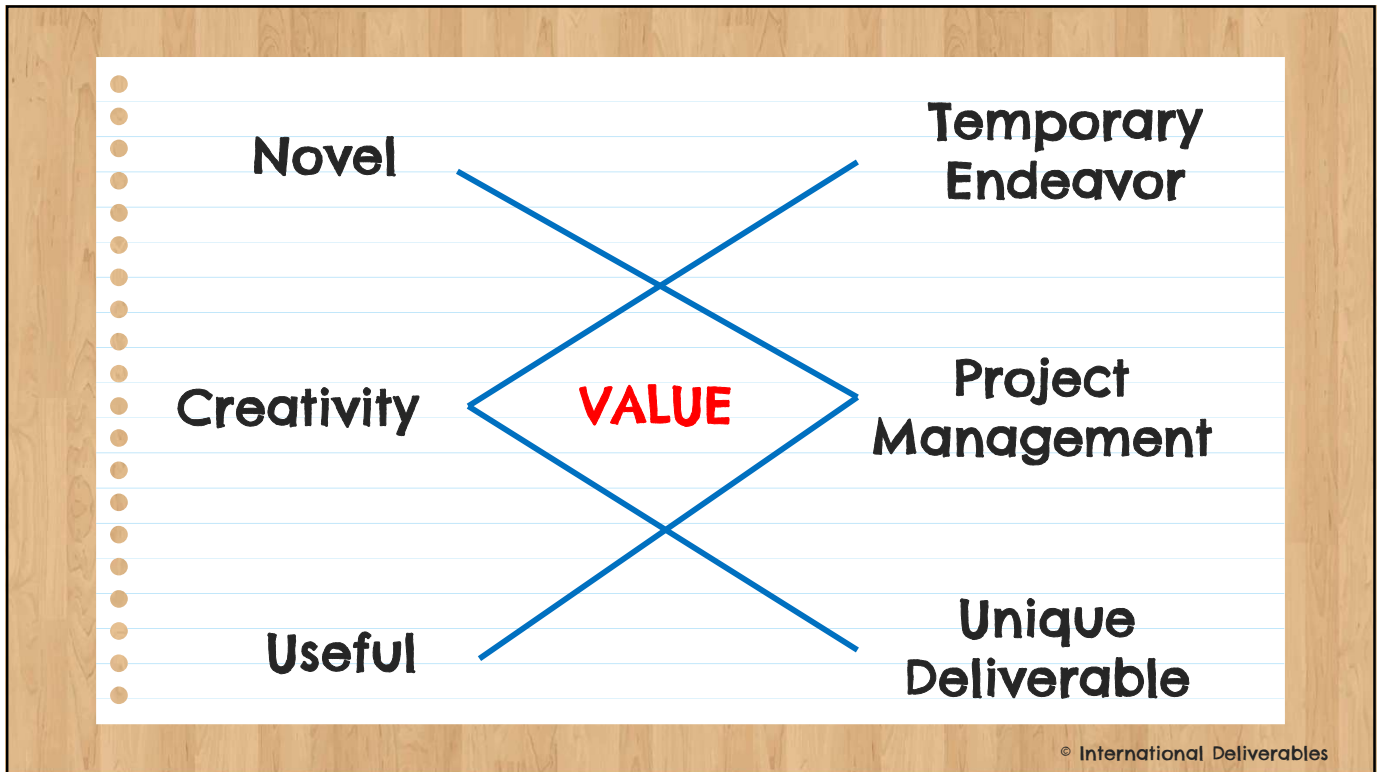 Novel
Temporary
Endeavor
Creativity
VALUE
Project
Management
Useful
Unique
Deliverable
© International Deliverables